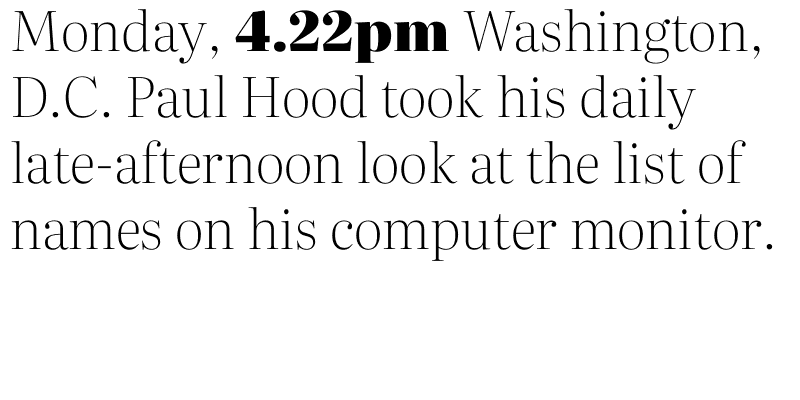 Monday, 4.22pm Washington,
D.C. Paul Hood took his daily
late-afternoon look at the list of
names on his computer monitor.